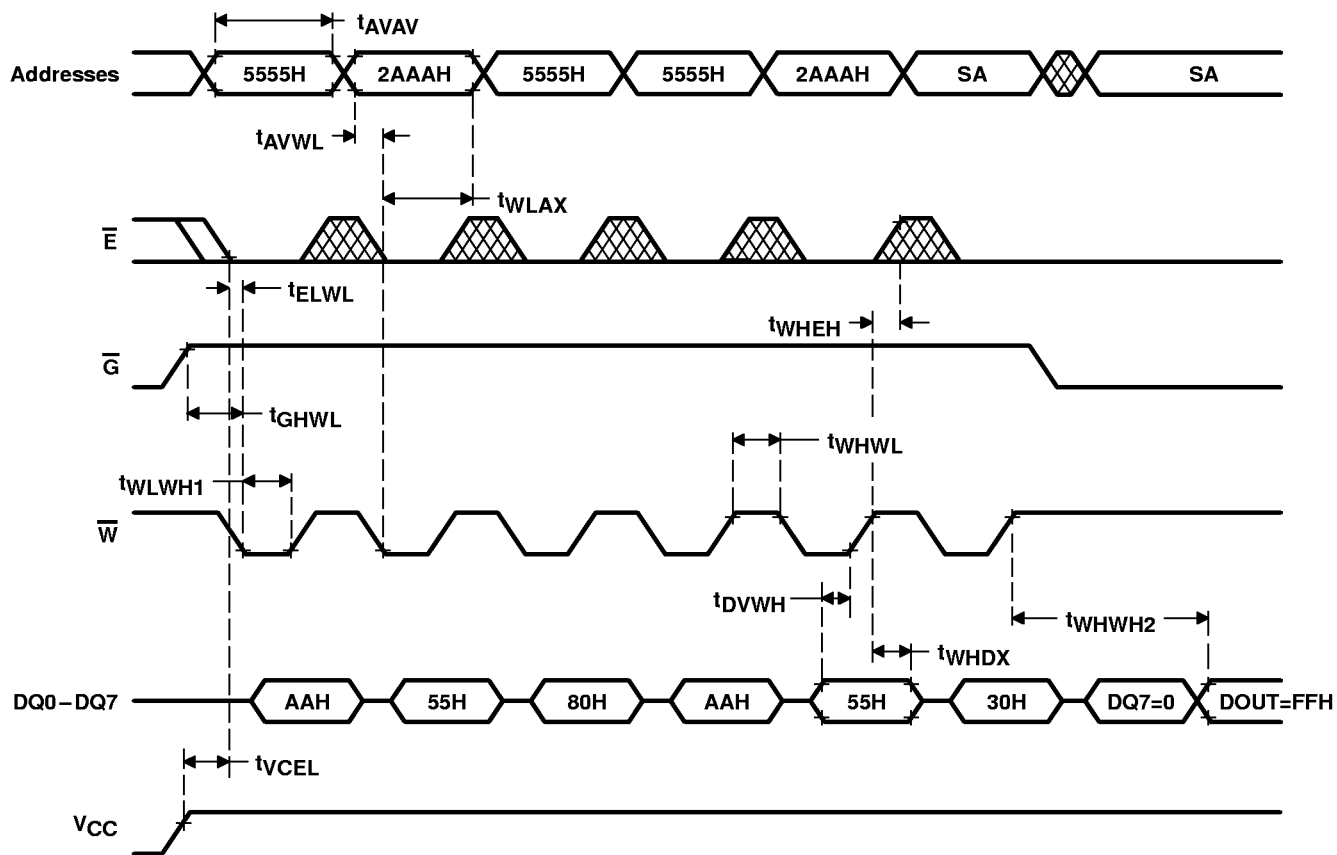 tAVAV
Addresses 5555H 2AAAH 5555H 5555H 2AAAH SA SA
tAVWL
tWLAX
E
tELWL
tWHEH
G
tGHWL
tWHWL
tWLWH1
W
tDVWH
tWHWH2
tWHDX
DQ0–DQ7 AAH 55H 80H AAH 55H 30H DQ7=0 DOUT=FFH
tVCEL
VCC